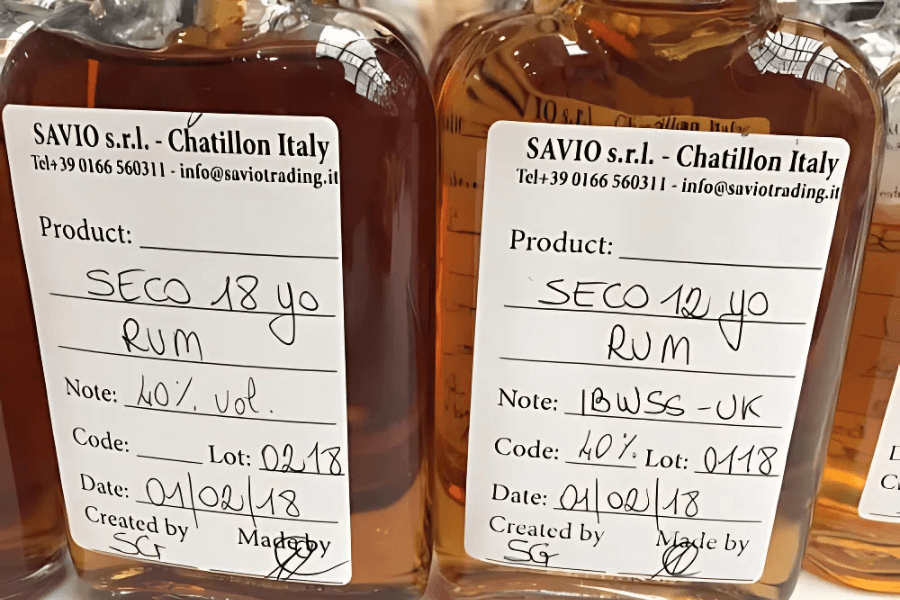 SAVIO s.r.l. - Chatillon Italy
Tel+39 0166 560311 - info@saviotrading.it
Product:
SECO 18 yo
RUM
Note: 40% vol.
Code: Lot: 0218
Date: 01/02/18
Created by Made by
SG
SAVIO s.r.l. - Chatillon Italy
Tel+39 0166 560311 - info@saviotrading.it
Product:
SECO 12 yo
RUM
Note: IBWSS-UK
Code: 40% Lot: 0118
Date: 01/02/18
Created by Made by
SG